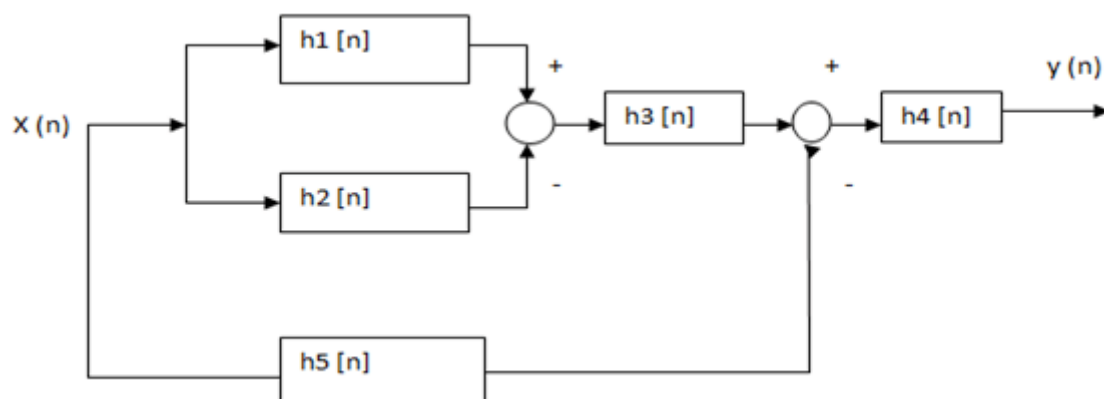 h1 [n]
+
+
y (n)
X (n)
h3 [n]
h4 [n]
h2 [n]
-
-
h5 [n]